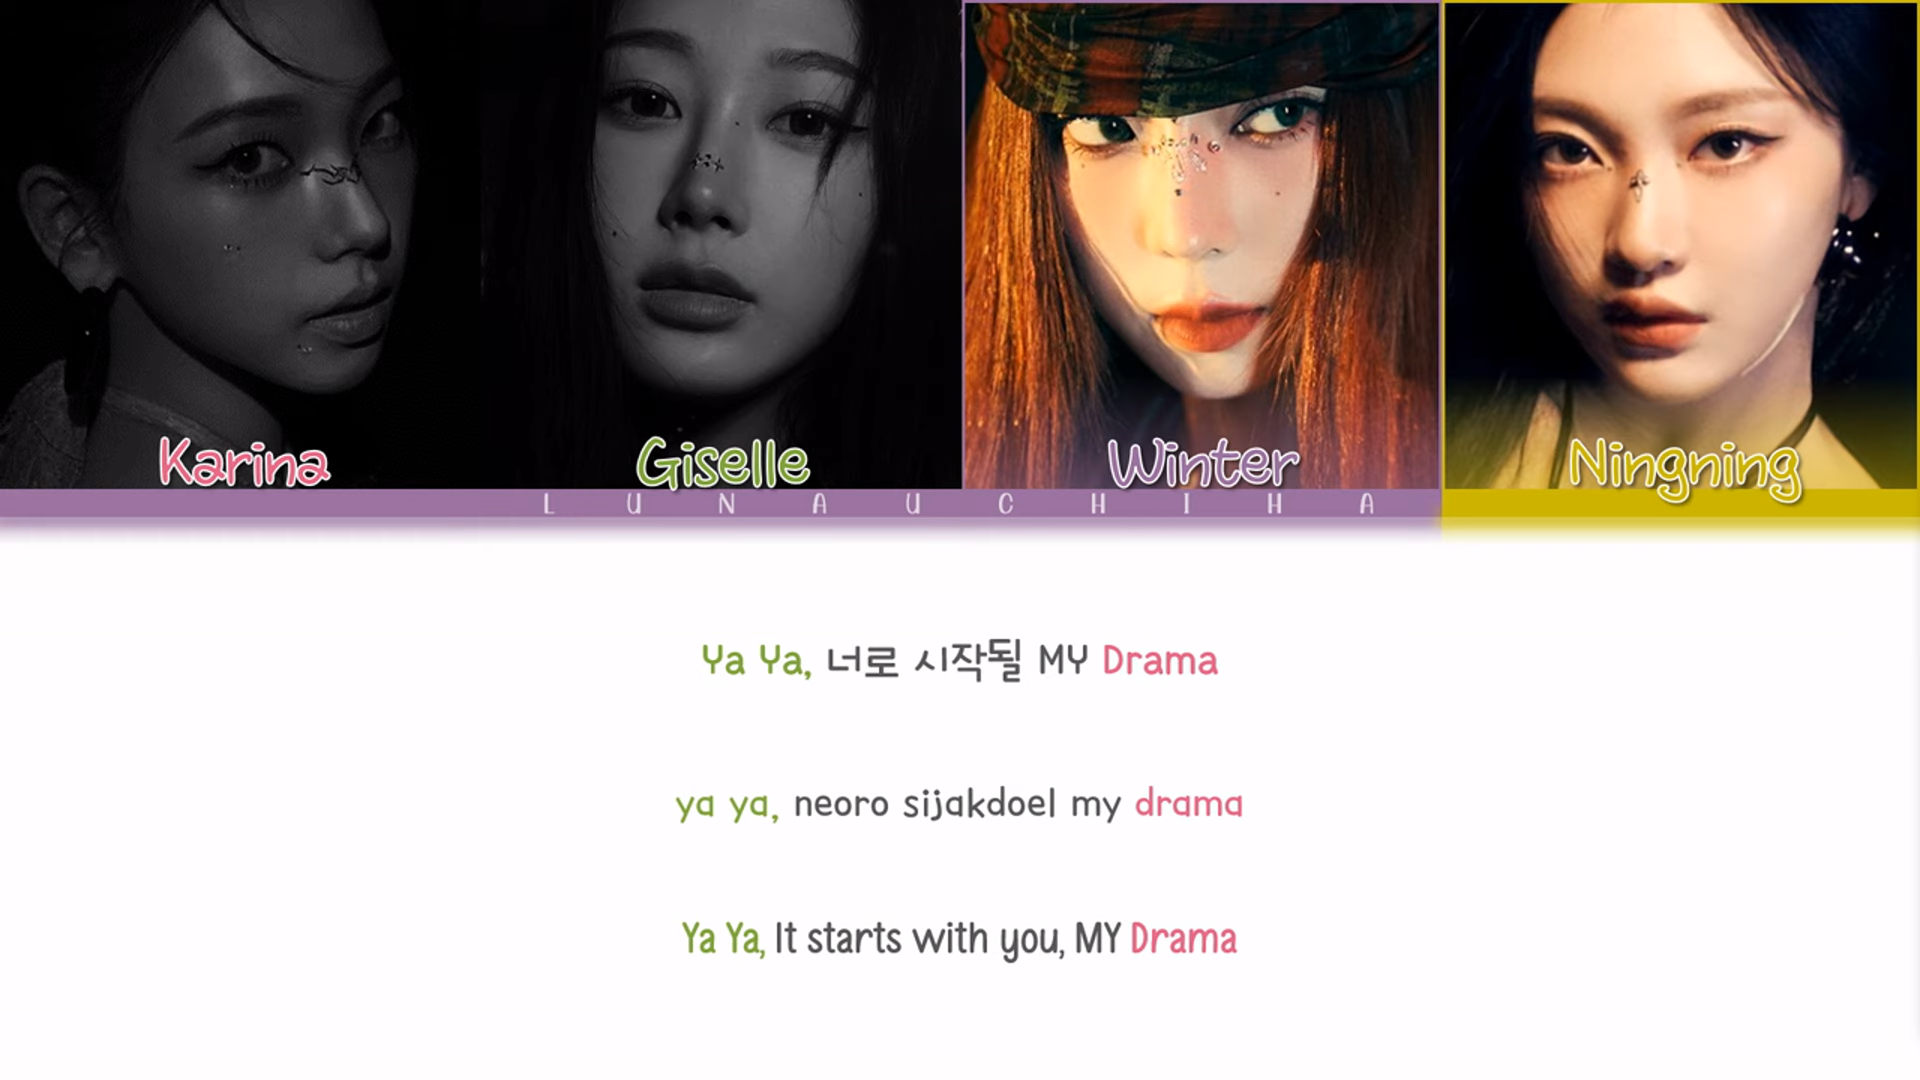 Karina
Giselle
Winter
Ningning
LUNAUCHIHA
Ya Ya, 너로 시작될 MY Drama
ya ya, neoro sijakdoel my drama
Ya Ya, It starts with you, MY Drama